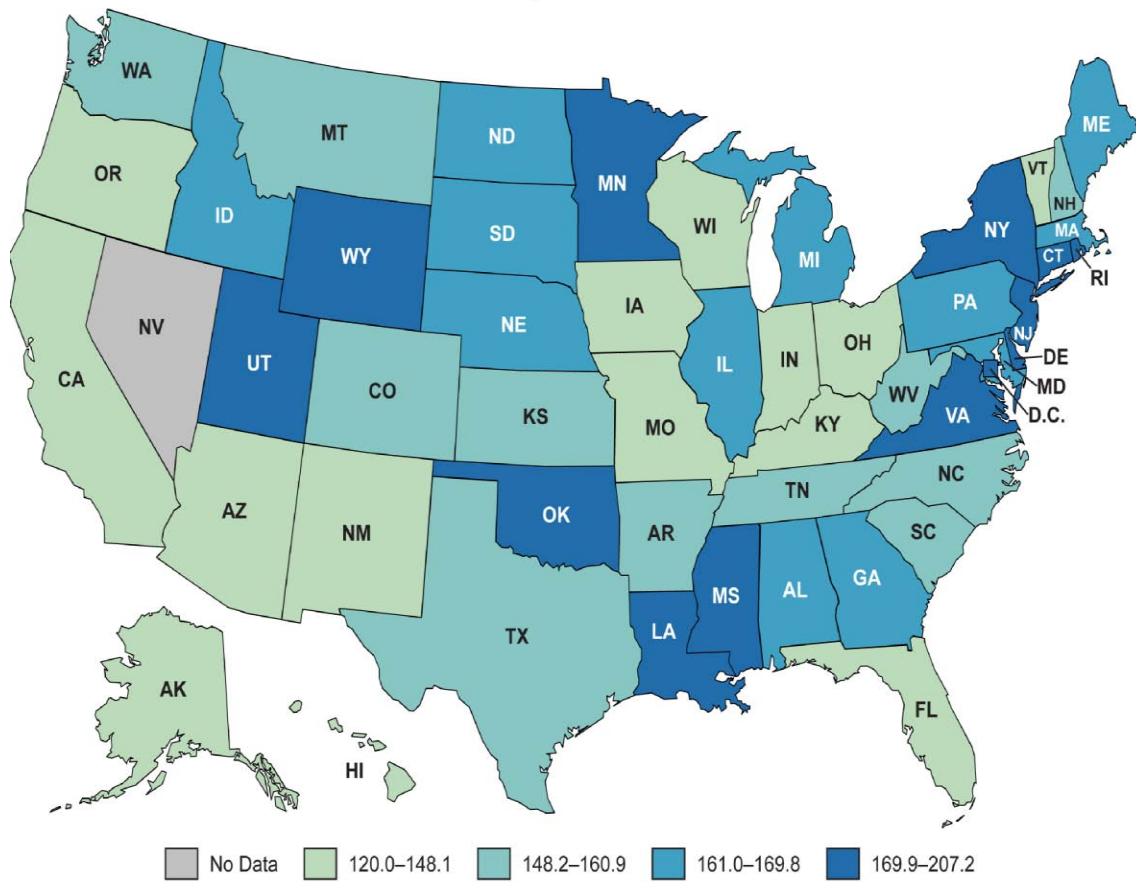 WA
MT
ND
MN
ME
OR
ID
SD
WI
VT
NH
NY
MA
WY
MI
CT
RI
NV
NE
IA
PA
NJ
CA
UT
CO
IL
IN
OH
DE
MD
D.C.
KS
MO
WV
VA
KY
AZ
NM
OK
AR
TN
NC
SC
TX
LA
MS
AL
GA
AK
HI
FL
No Data
120.0–148.1
148.2–160.9
161.0–169.8
169.9–207.2